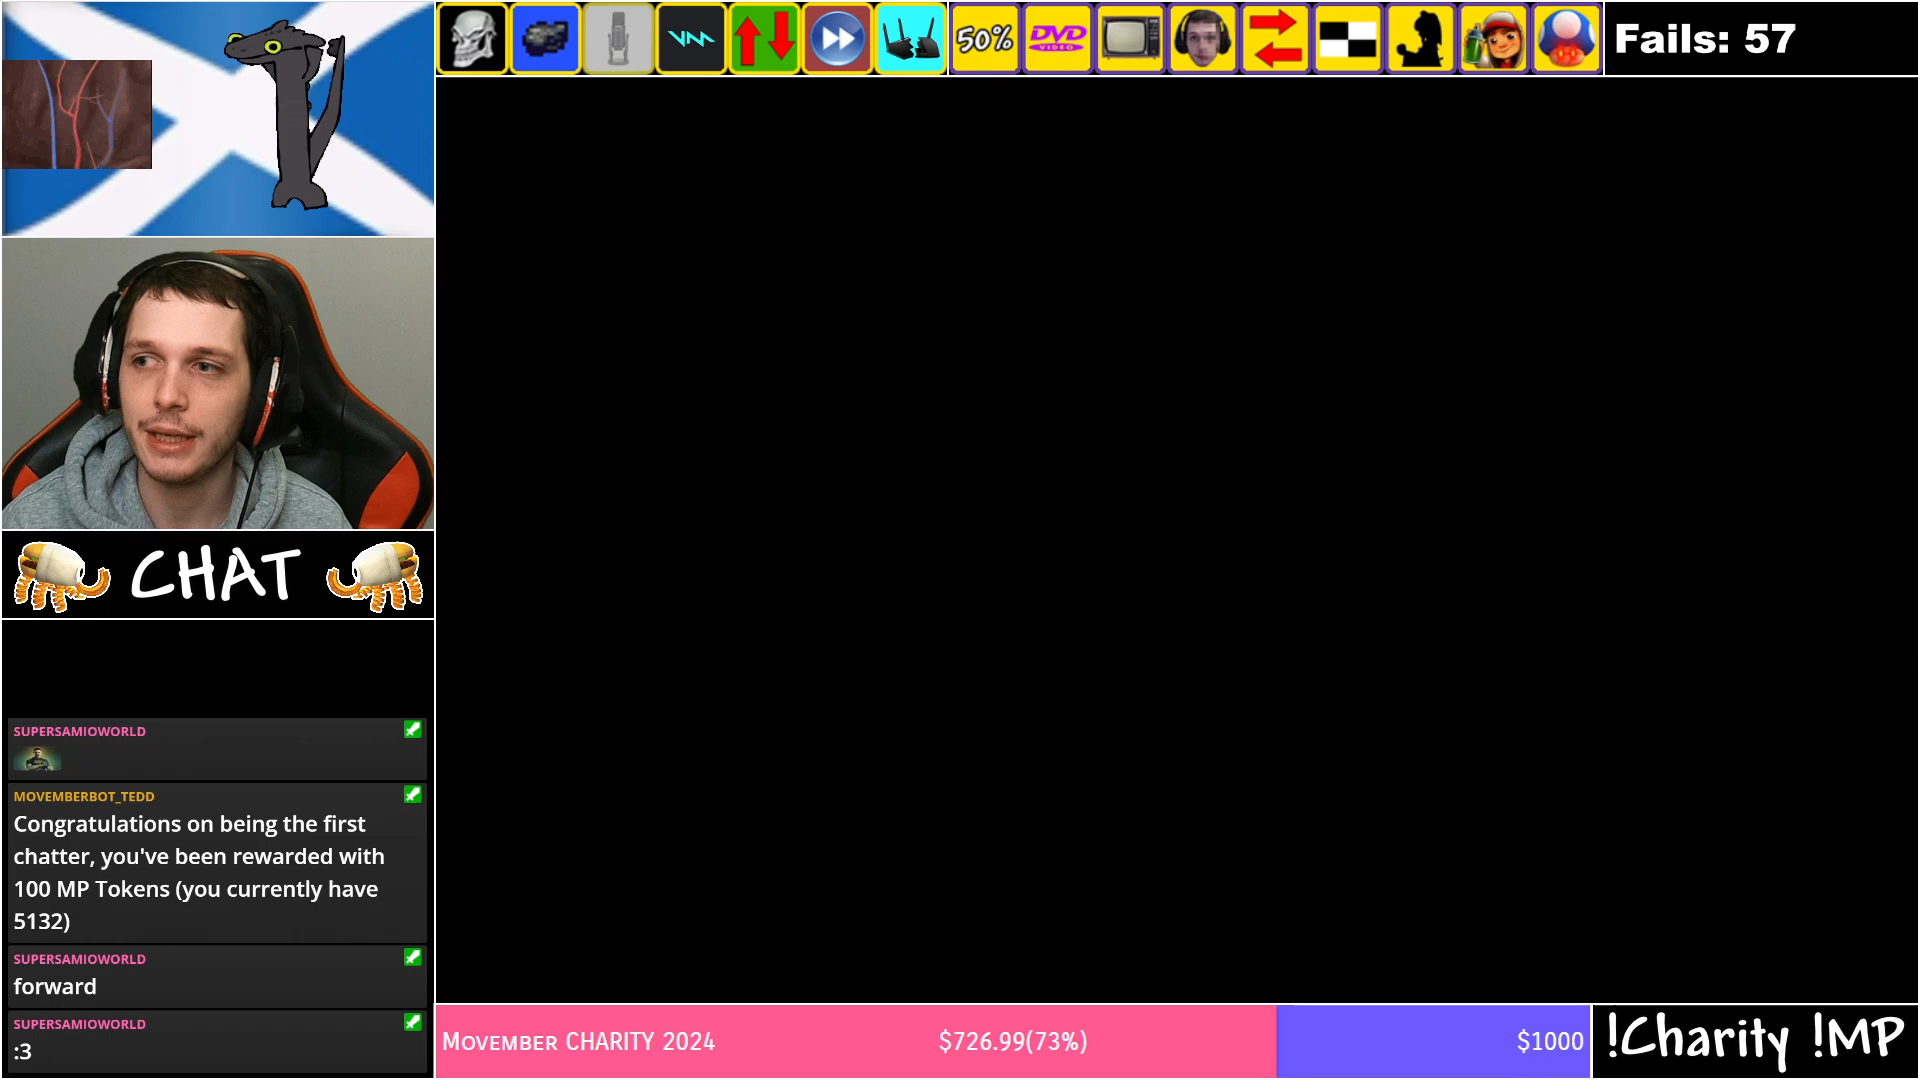 50%
DVD
VIDEO
Fails: 57
CHAT
SUPERSAMIOWORLD
MOVEMBERBOT_TEDD
Congratulations on being the first
chatter, you've been rewarded with
100 MP Tokens (you currently have
5132)
SUPERSAMIOWORLD
forward
SUPERSAMIOWORLD
:3
MOVEMBER CHARITY 2024 $726.99(73%) $1000
!Charity !MP